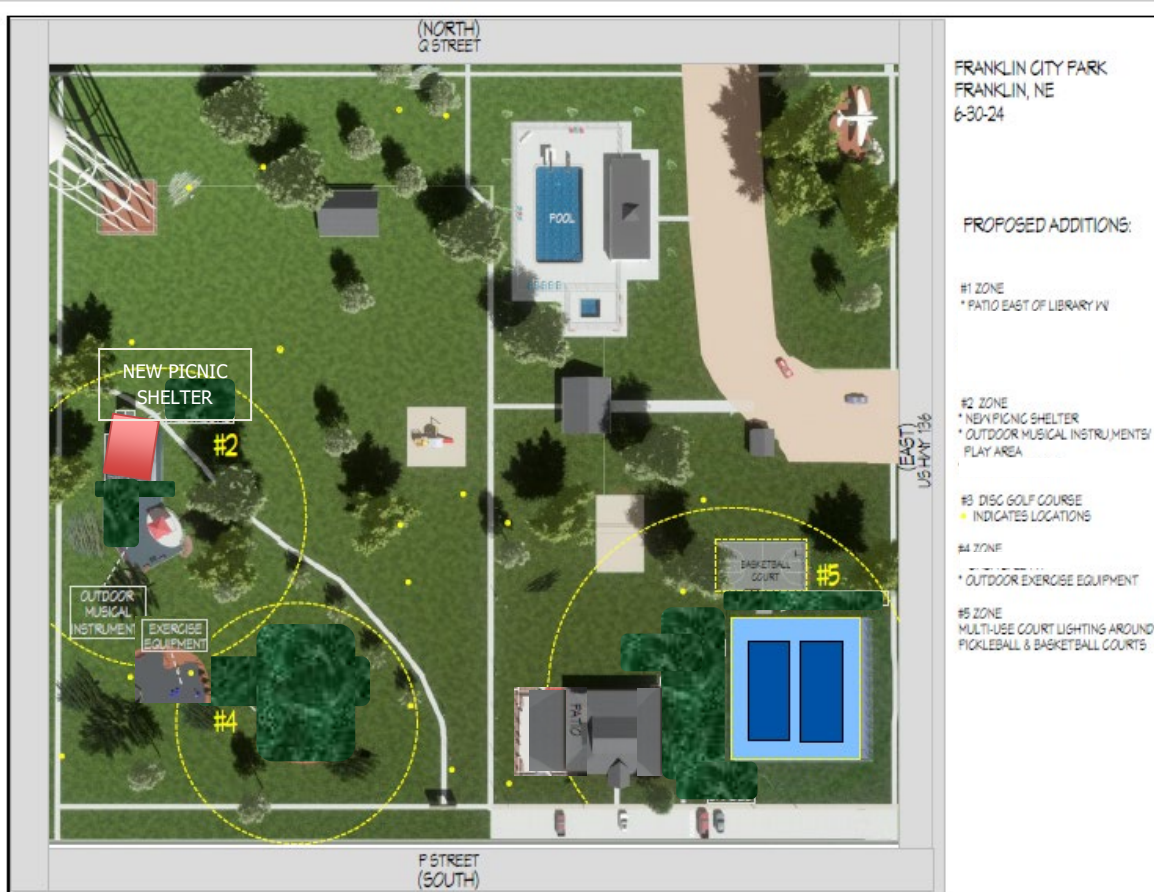 (NORTH)
Q STREET
FRANKLIN CITY PARK
FRANKLIN, NE
6-30-24
POOL
PROPOSED ADDITIONS:
#1 ZONE
* PATIO EAST OF LIBRARY W/
NEW PICNIC
SHELTER
#2
#2 ZONE
* NEW PICNIC SHELTER
* OUTDOOR MUSICAL INSTRU,MENTS/
PLAY AREA
(EAST)
US HWY 136
#3 DISC GOLF COURSE
* INDICATES LOCATIONS
#4 ZONE
* OUTDOOR EXERCISE EQUIPMENT
#5 ZONE
MULTI-USE COURT LIGHTING AROUND
PICKLEBALL & BASKETBALL COURTS
BASKETBALL
COURT
#5
OUTDOOR
MUSICAL
INSTRUMENT
EXERCISE
EQUIPMENT
#4
PATIO
P STREET
(SOUTH)